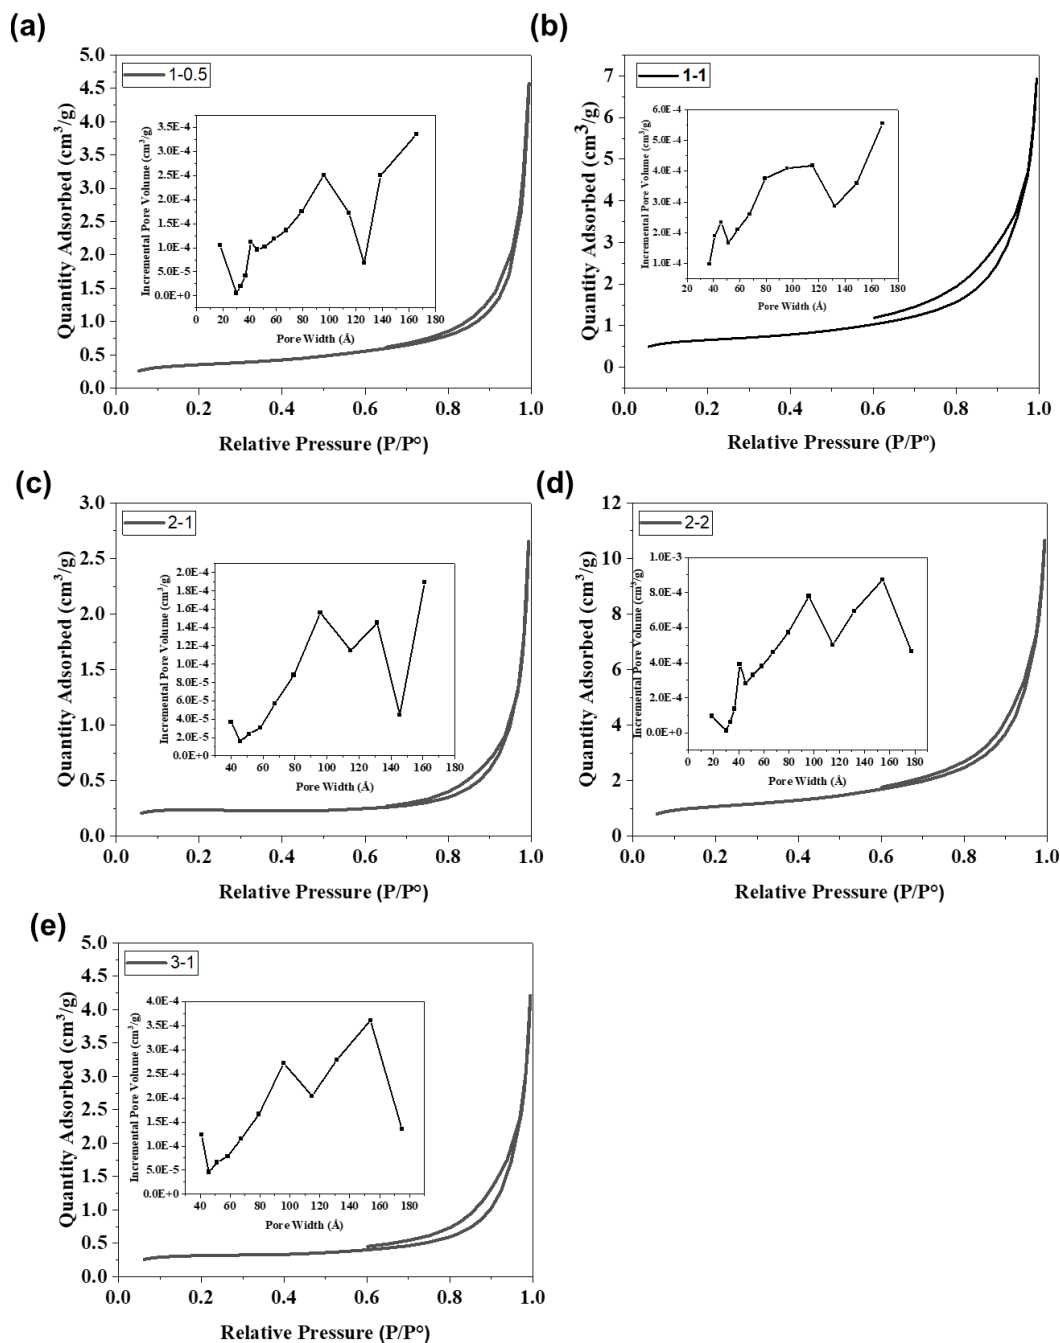 (a)
1-0.5
Quantity Adsorbed (cm³/g)
5.0
4.5
4.0
3.5
3.0
2.5
2.0
1.5
1.0
0.5
0.0
0.0 0.2 0.4 0.6 0.8 1.0
Relative Pressure (P/P°)
Incremental Pore Volume (cm³/g)
3.5E-4
3.0E-4
2.5E-4
2.0E-4
1.5E-4
1.0E-4
5.0E-5
0.0E+0
0 20 40 60 80 100 120 140 160 180
Pore Width (Å)
(b)
1-1
Quantity Adsorbed (cm³/g)
7
6
5
4
3
2
1
0
0.0 0.2 0.4 0.6 0.8 1.0
Relative Pressure (P/Pº)
Incremental Pore Volume (cm³/g)
6.0E-4
5.0E-4
4.0E-4
3.0E-4
2.0E-4
1.0E-4
20 40 60 80 100 120 140 160 180
Pore Width (Å)
(c)
2-1
Quantity Adsorbed (cm³/g)
3.0
2.5
2.0
1.5
1.0
0.5
0.0
0.0 0.2 0.4 0.6 0.8 1.0
Relative Pressure (P/P°)
Incremental Pore Volume (cm³/g)
2.0E-4
1.8E-4
1.6E-4
1.4E-4
1.2E-4
1.0E-4
8.0E-5
6.0E-5
4.0E-5
2.0E-5
0.0E+0
40 60 80 100 120 140 160 180
Pore Width (Å)
(d)
2-2
Quantity Adsorbed (cm³/g)
12
10
8
6
4
2
0
0.0 0.2 0.4 0.6 0.8 1.0
Relative Pressure (P/P°)
Incremental Pore Volume (cm³/g)
1.0E-3
8.0E-4
6.0E-4
4.0E-4
2.0E-4
0.0E+0
10 30 50 70 90 110 130 150 170 190
Pore Width (Å)
(e)
3-1
Quantity Adsorbed (cm³/g)
5.0
4.5
4.0
3.5
3.0
2.5
2.0
1.5
1.0
0.5
0.0
0.0 0.2 0.4 0.6 0.8 1.0
Relative Pressure (P/P°)
Incremental Pore Volume (cm³/g)
4.0E-4
3.5E-4
3.0E-4
2.5E-4
2.0E-4
1.5E-4
1.0E-4
5.0E-5
0.0E+0
40 60 80 100 120 140 160 180
Pore Width (Å)